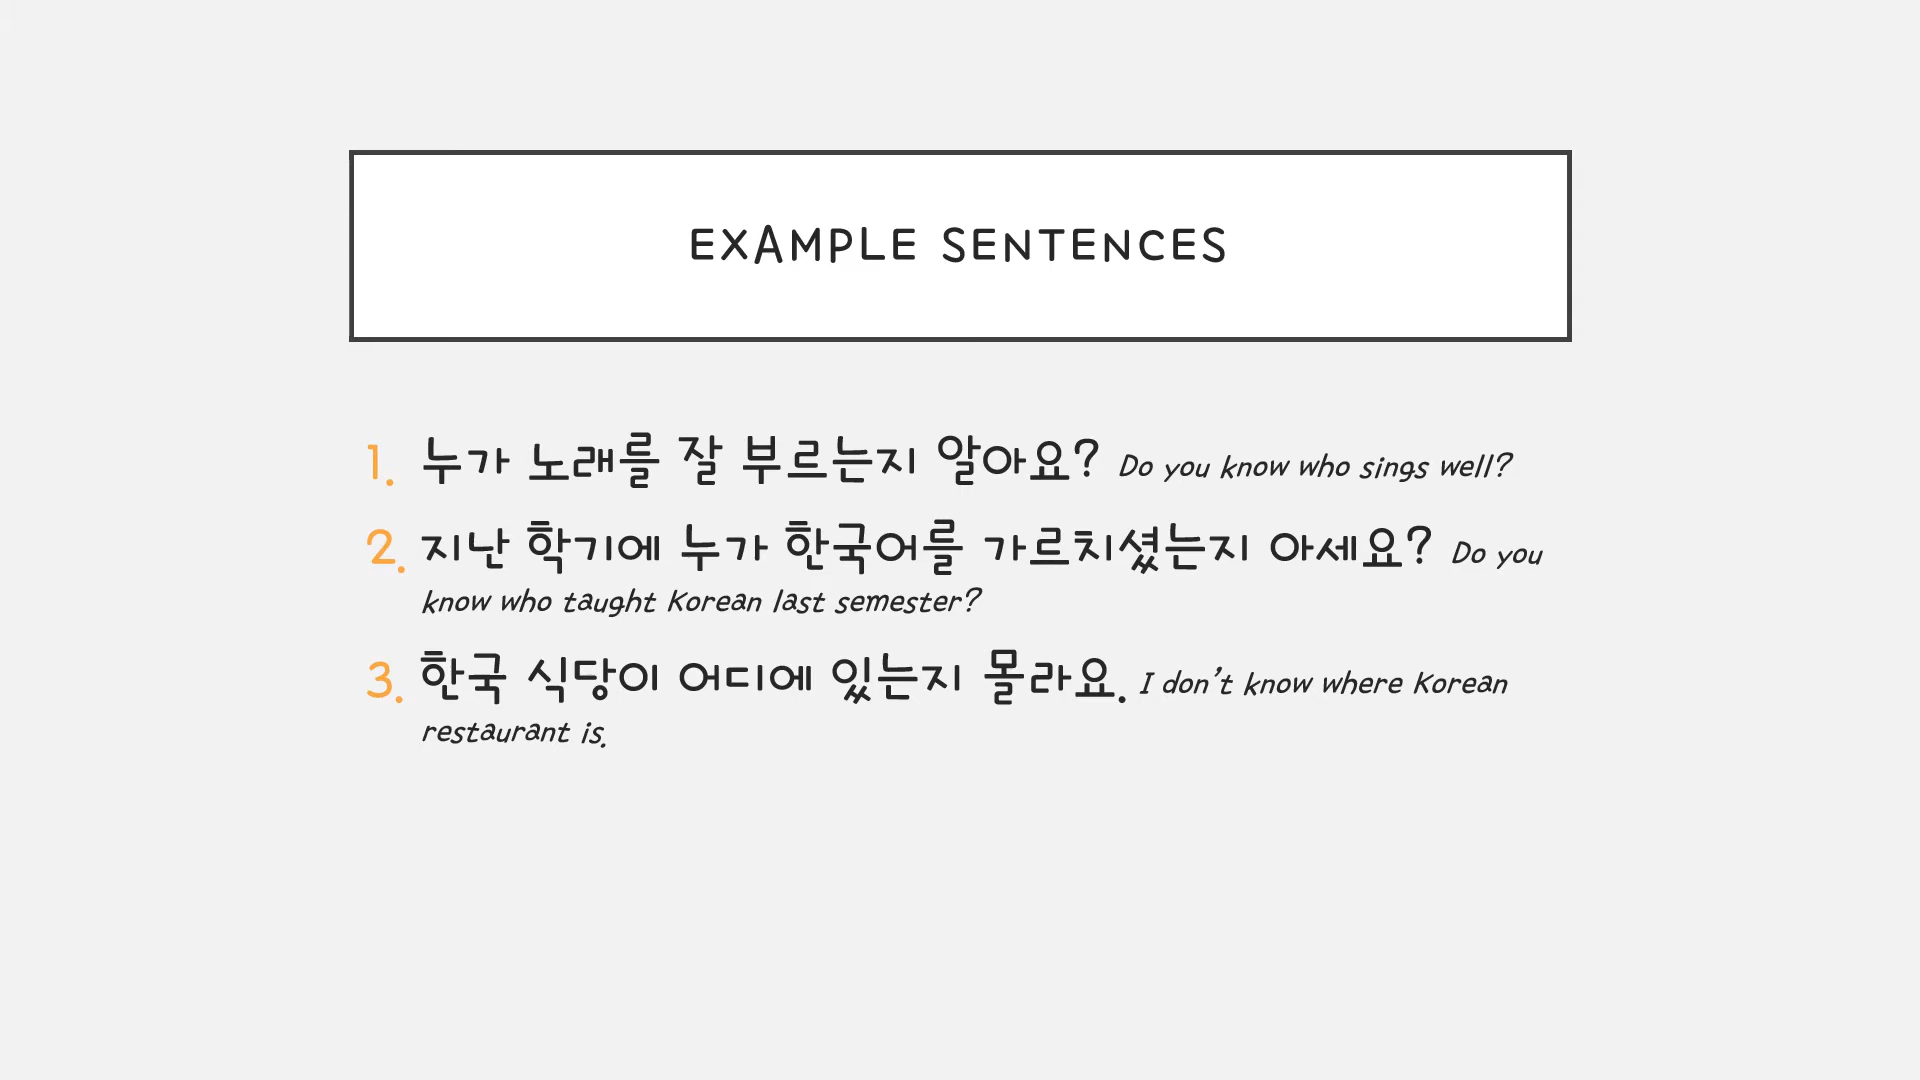 EXAMPLE SENTENCES
1. 누가 노래를 잘 부르는지 알아요? Do you know who sings well?
2. 지난 학기에 누가 한국어를 가르치셨는지 아세요? Do you
know who taught Korean last semester?
3. 한국 식당이 어디에 있는지 몰라요. I don't know where Korean
restaurant is.